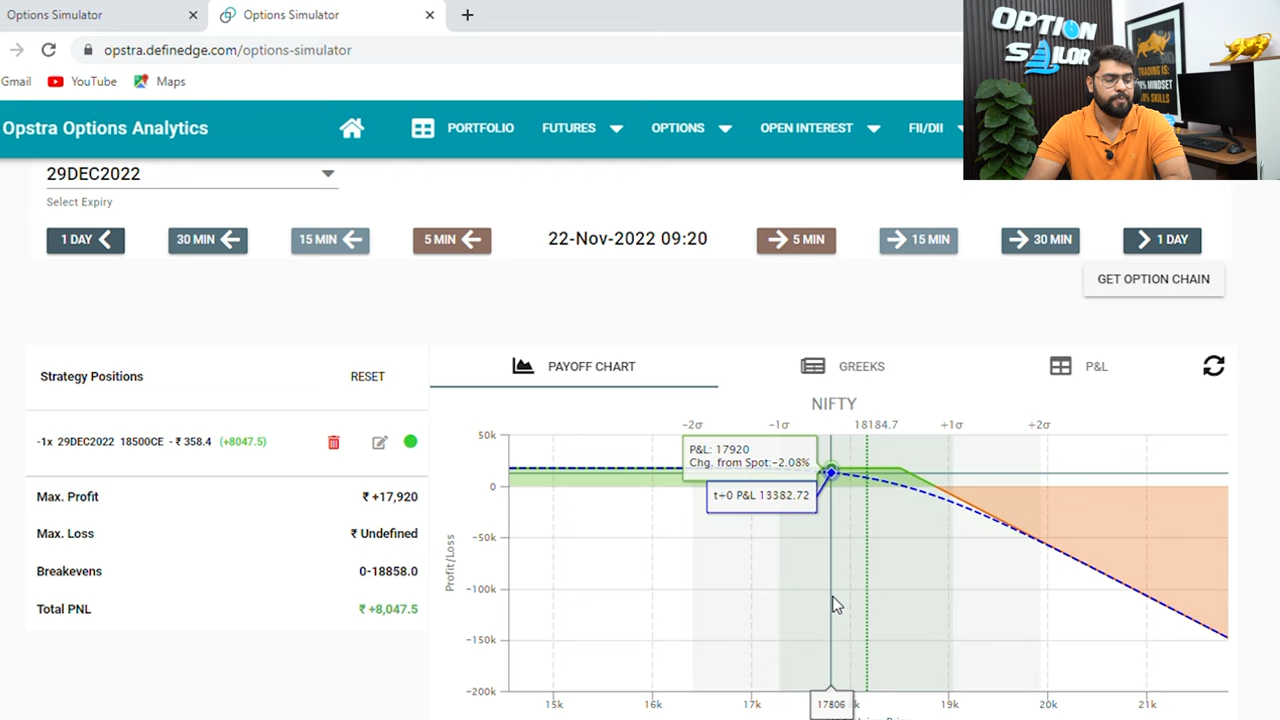 Options Simulator
Options Simulator
opstra.definedge.com/options-simulator
Gmail YouTube Maps
OPTION
SAILOR
TRADING IS:
MINDSET
SKILLS
Opstra Options Analytics
PORTFOLIO FUTURES OPTIONS OPEN INTEREST FII/DII
29DEC2022
Select Expiry
1 DAY 30 MIN 15 MIN 5 MIN 22-Nov-2022 09:20 5 MIN 15 MIN 30 MIN 1 DAY
GET OPTION CHAIN
Strategy Positions RESET
-1x 29DEC2022 18500CE - ₹ 358.4 (+8047.5)
Max. Profit ₹ +17,920
Max. Loss ₹ Undefined
Breakevens 0-18858.0
Total PNL ₹ +8,047.5
PAYOFF CHART GREEKS P&L
NIFTY
-2σ -1σ 18184.7 +1σ +2σ
P&L: 17920
Chg. from Spot:-2.08%
t+0 P&L 13382.72
Profit/Loss
50k
0
-50k
-100k
-150k
-200k
15k 16k 17k 17806 19k 20k 21k